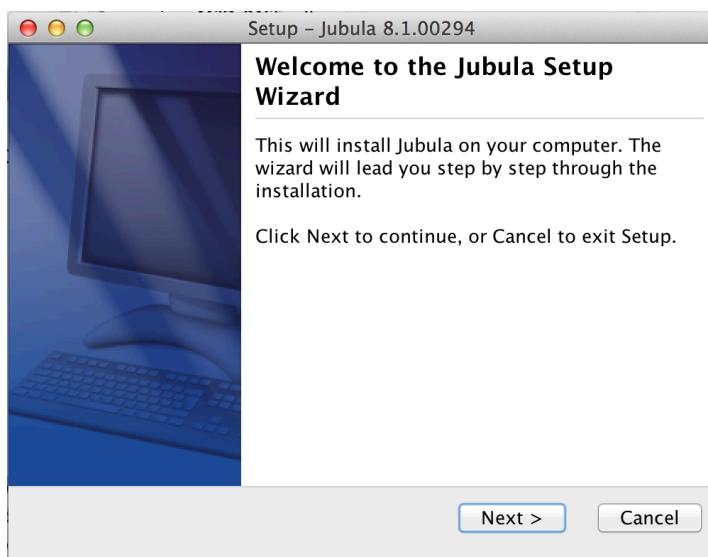 Setup – Jubula 8.1.00294
Welcome to the Jubula Setup
Wizard
This will install Jubula on your computer. The
wizard will lead you step by step through the
installation.
Click Next to continue, or Cancel to exit Setup.
Next >
Cancel